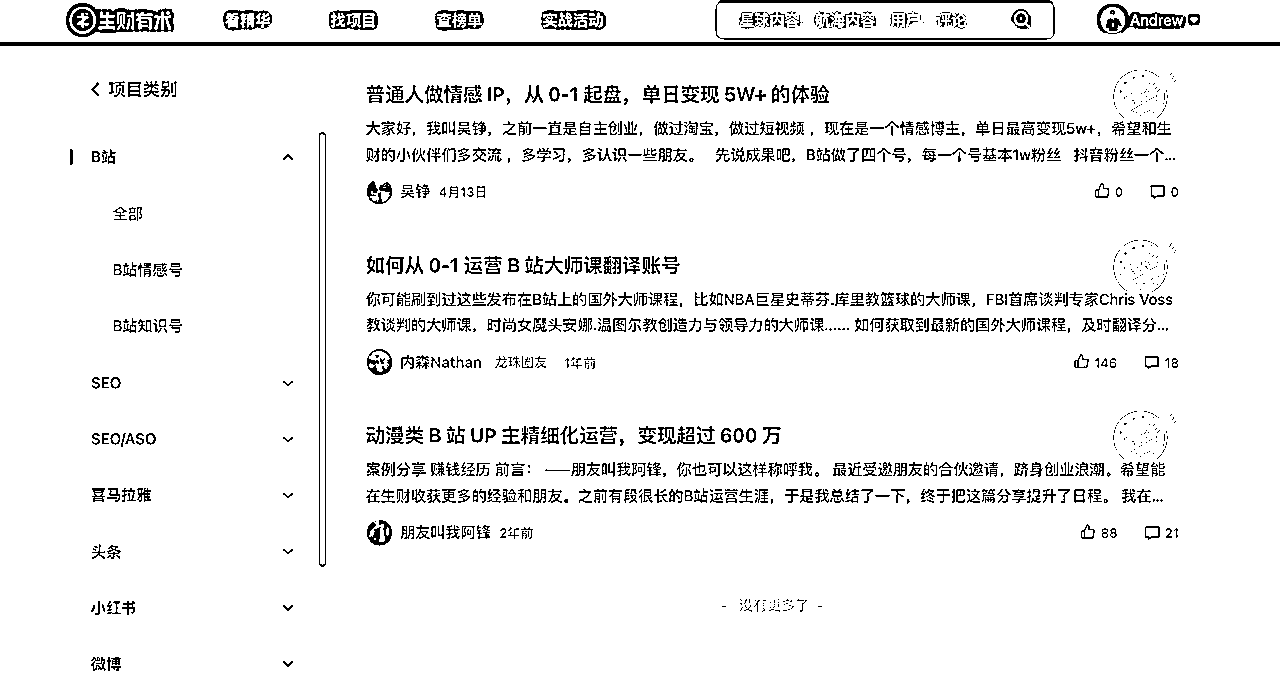 生财有术
看精华
找项目
查榜单
实战活动
星球内容 航海内容 用户 评论
Andrew
项目类别
B站
全部
B站情感号
B站知识号
SEO
SEO/ASO
喜马拉雅
头条
小红书
微博
普通人做情感 IP，从 0-1 起盘，单日变现 5W+ 的体验
大家好，我叫吴铮，之前一直是自主创业，做过淘宝，做过短视频 ，现在是一个情感博主，单日最高变现5w+，希望和生
财的小伙伴们多交流 ，多学习，多认识一些朋友。 先说成果吧，B站做了四个号，每一个号基本1w粉丝 抖音粉丝一个...
吴铮 4月13日
0 0
如何从 0-1 运营 B 站大师课翻译账号
你可能刷到过这些发布在B站上的国外大师课程，比如NBA巨星史蒂芬.库里教篮球的大师课，FBI首席谈判专家Chris Voss
教谈判的大师课，时尚女魔头安娜.温图尔教创造力与领导力的大师课...... 如何获取到最新的国外大师课程，及时翻译分...
内森Nathan 龙珠圈友 1年前
146 18
动漫类 B 站 UP 主精细化运营，变现超过 600 万
案例分享 赚钱经历 前言： ——朋友叫我阿锋，你也可以这样称呼我。 最近受邀朋友的合伙邀请，跻身创业浪潮。希望能
在生财收获更多的经验和朋友。之前有段很长的B站运营生涯，于是我总结了一下，终于把这篇分享提升了日程。 我在...
朋友叫我阿锋 2年前
88 21
- 没有更多了 -